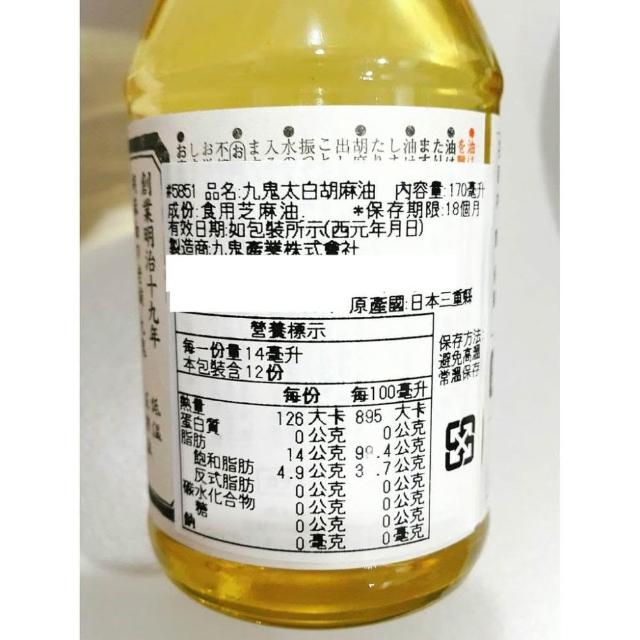 創業明治十九年
#5851 品名:九鬼太白胡麻油 內容量:170毫升
成份:食用芝麻油. *保存期限:18個月
有效日期:如包裝所示(西元年月日)
製造商:九鬼產業株式會社
原產國:日本三重縣
營養標示
每一份量14毫升
本包裝含12份
每份 每100毫升
熱量 126 大卡 895 大卡
蛋白質 0 公克 0 公克
脂肪 14 公克 99.4 公克
飽和脂肪 4.9 公克 公克
反式脂肪 0 公克 0 公克
碳水化合物 0 公克 0 公克
糖 0 公克 0 公克
鈉 0 毫克 0 毫克
保存方法:
避免高溫
常溫保存